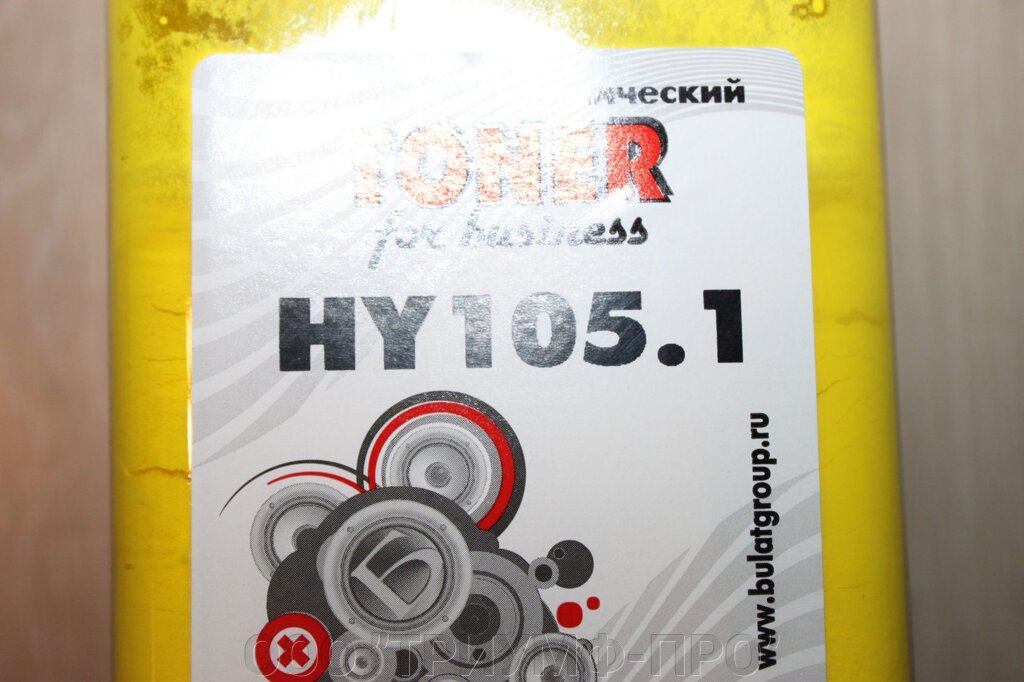 TONER
for business
HY105.1
www.bulatgroup.ru
Б
ООО "ТРИУМФ-ПРО"